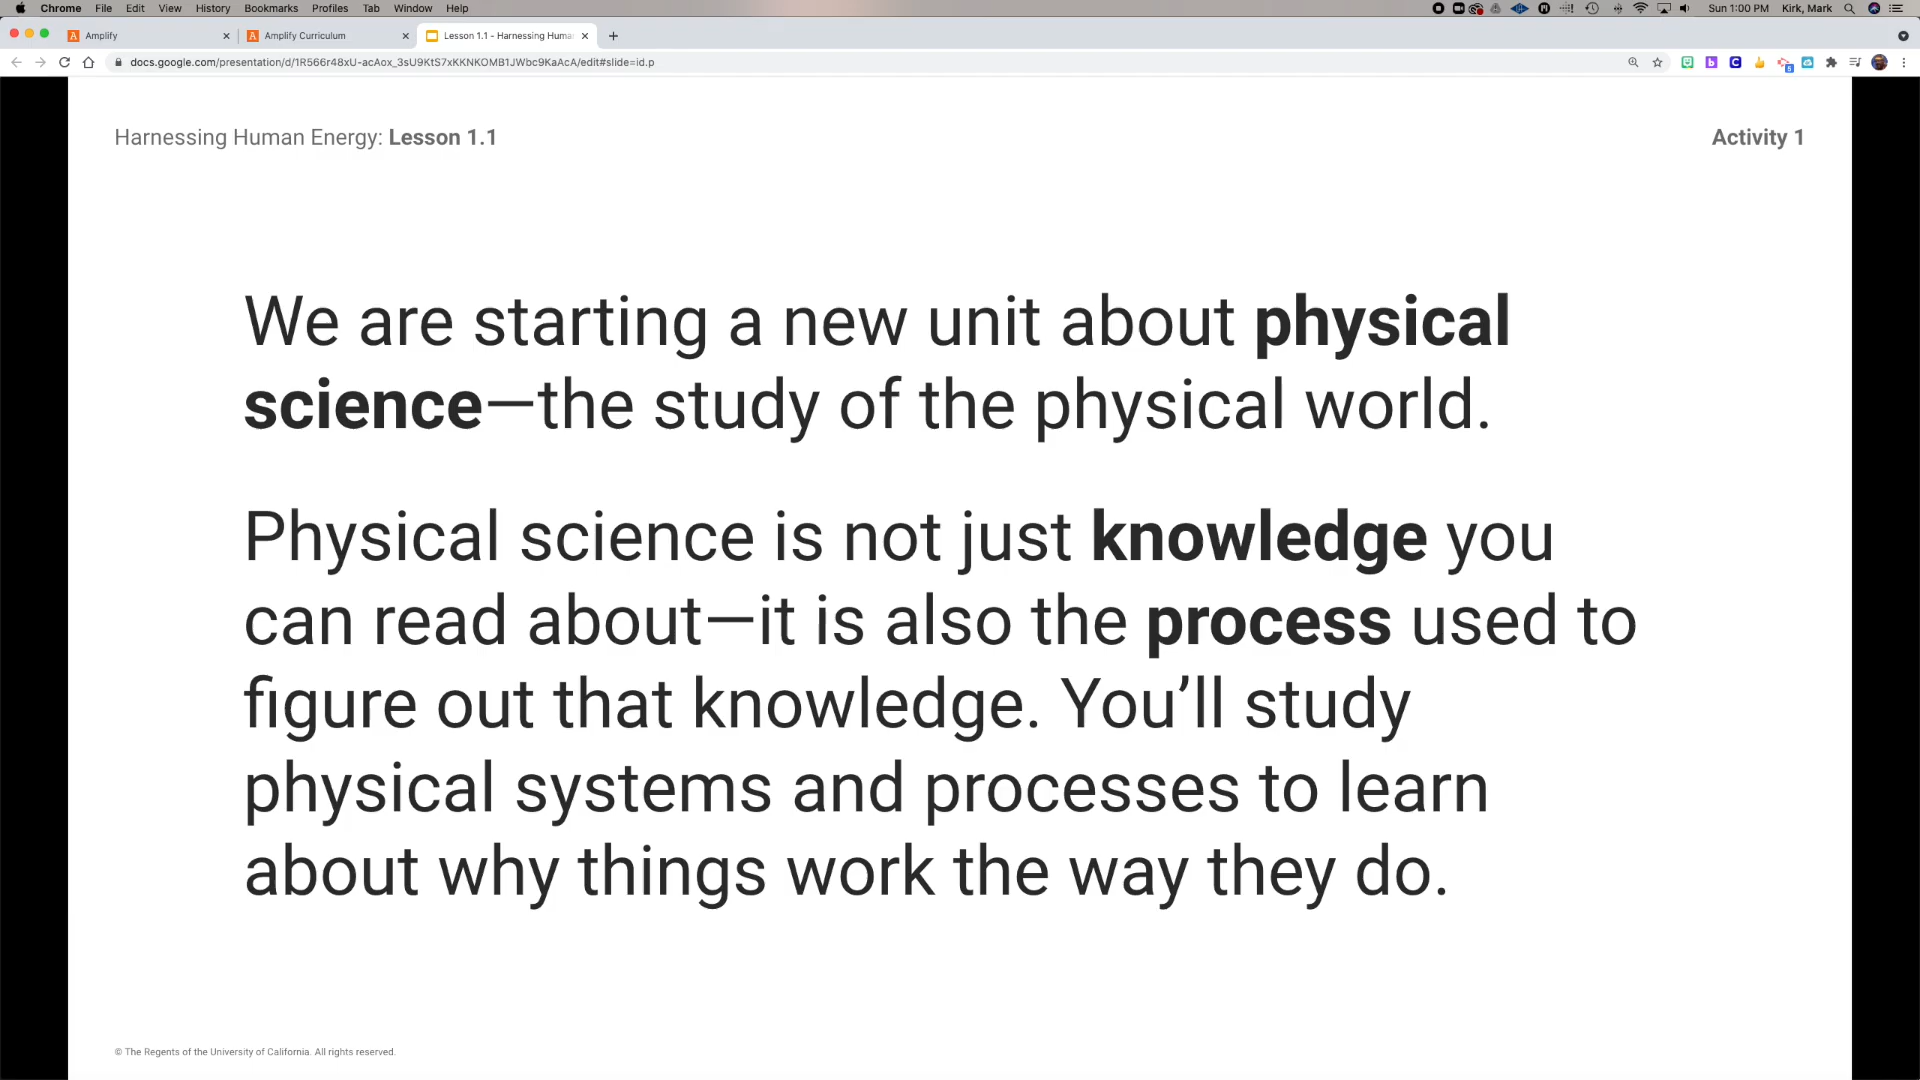 Chrome File Edit View History Bookmarks Profiles Tab Window Help Sun 1:00 PM Kirk, Mark
Amplify Amplify Curriculum Lesson 1.1 - Harnessing Huma
docs.google.com/presentation/d/1R566r48xU-acAox_3sU9KtS7xKKNKOMB1JWbc9KaAcA/edit#slide=id.p
Harnessing Human Energy: Lesson 1.1 Activity 1
We are starting a new unit about physical
science—the study of the physical world.
Physical science is not just knowledge you
can read about—it is also the process used to
figure out that knowledge. You’ll study
physical systems and processes to learn
about why things work the way they do.
© The Regents of the University of California. All rights reserved.